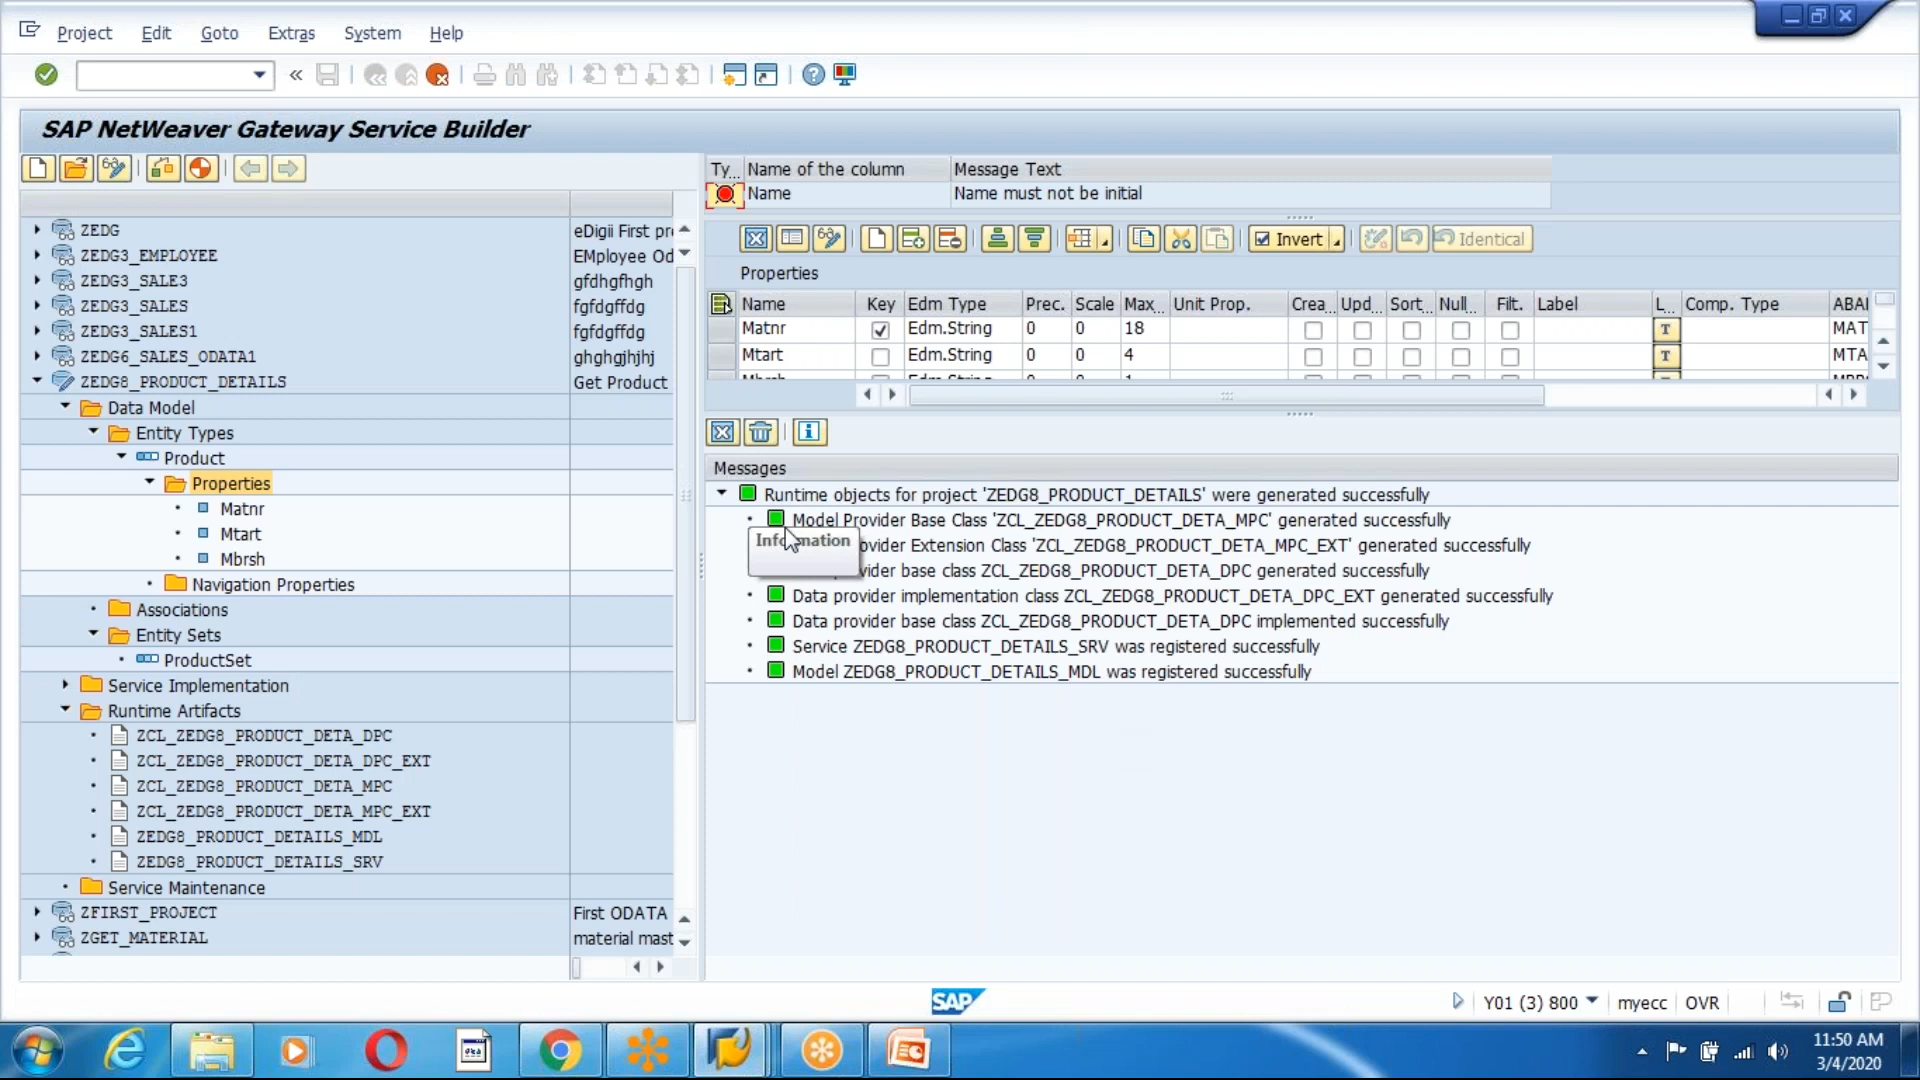 Project Edit Goto Extras System Help
SAP NetWeaver Gateway Service Builder
ZEDG eDigii First pr
ZEDG3_EMPLOYEE EMployee Od
ZEDG3_SALE3 gfdhgfhgh
ZEDG3_SALES fgfdgffdg
ZEDG3_SALES1 fgfdgffdg
ZEDG6_SALES_ODATA1 ghghgjhjhj
ZEDG8_PRODUCT_DETAILS Get Product
Data Model
Entity Types
Product
Properties
Matnr
Mtart
Mbrsh
Navigation Properties
Associations
Entity Sets
ProductSet
Service Implementation
Runtime Artifacts
ZCL_ZEDG8_PRODUCT_DETA_DPC
ZCL_ZEDG8_PRODUCT_DETA_DPC_EXT
ZCL_ZEDG8_PRODUCT_DETA_MPC
ZCL_ZEDG8_PRODUCT_DETA_MPC_EXT
ZEDG8_PRODUCT_DETAILS_MDL
ZEDG8_PRODUCT_DETAILS_SRV
Service Maintenance
ZFIRST_PROJECT First ODATA
ZGET_MATERIAL material mast
Ty... Name of the column Message Text
Name Name must not be initial
Invert Identical
Properties
Name Key Edm Type Prec. Scale Max... Unit Prop. Crea... Upd... Sort... Null... Filt. Label L... Comp. Type ABA
Matnr Edm.String 0 0 18 T MAT
Mtart Edm.String 0 0 4 T MTA
Messages
Runtime objects for project 'ZEDG8_PRODUCT_DETAILS' were generated successfully
Model Provider Base Class 'ZCL_ZEDG8_PRODUCT_DETA_MPC' generated successfully
Information
ovider Extension Class 'ZCL_ZEDG8_PRODUCT_DETA_MPC_EXT' generated successfully
vider base class ZCL_ZEDG8_PRODUCT_DETA_DPC generated successfully
Data provider implementation class ZCL_ZEDG8_PRODUCT_DETA_DPC_EXT generated successfully
Data provider base class ZCL_ZEDG8_PRODUCT_DETA_DPC implemented successfully
Service ZEDG8_PRODUCT_DETAILS_SRV was registered successfully
Model ZEDG8_PRODUCT_DETAILS_MDL was registered successfully
SAP
Y01 (3) 800 myecc OVR
11:50 AM
3/4/2020